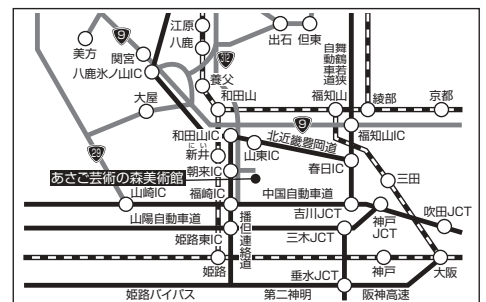 江原
八鹿
9
312
美方
関宮
八鹿氷ノ山IC
出石
但東
舞鶴若狭自動車道
養父
和田山
福知山
綾部
京都
大屋
9
福知山IC
和田山IC
北近畿豊岡道
にい
新井
山東IC
春日IC
29
朝来IC
あさご芸術の森美術館
三田
山崎IC
福崎IC
中国自動車道
吉川JCT
神戸JCT
吹田JCT
山陽自動車道
播但連絡道
姫路東IC
三木JCT
姫路
垂水JCT
神戸
大阪
姫路バイパス
第二神明
阪神高速